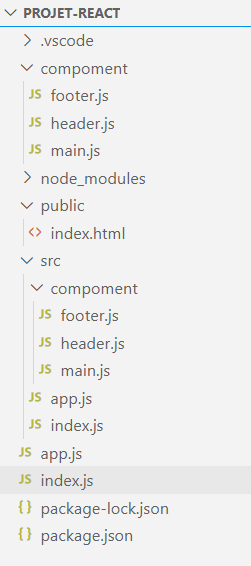 PROJET-REACT
.vscode
compoment
JS footer.js
JS header.js
JS main.js
node_modules
public
<> index.html
src
compoment
JS footer.js
JS header.js
JS main.js
JS app.js
JS index.js
JS app.js
JS index.js
{ } package-lock.json
{ } package.json